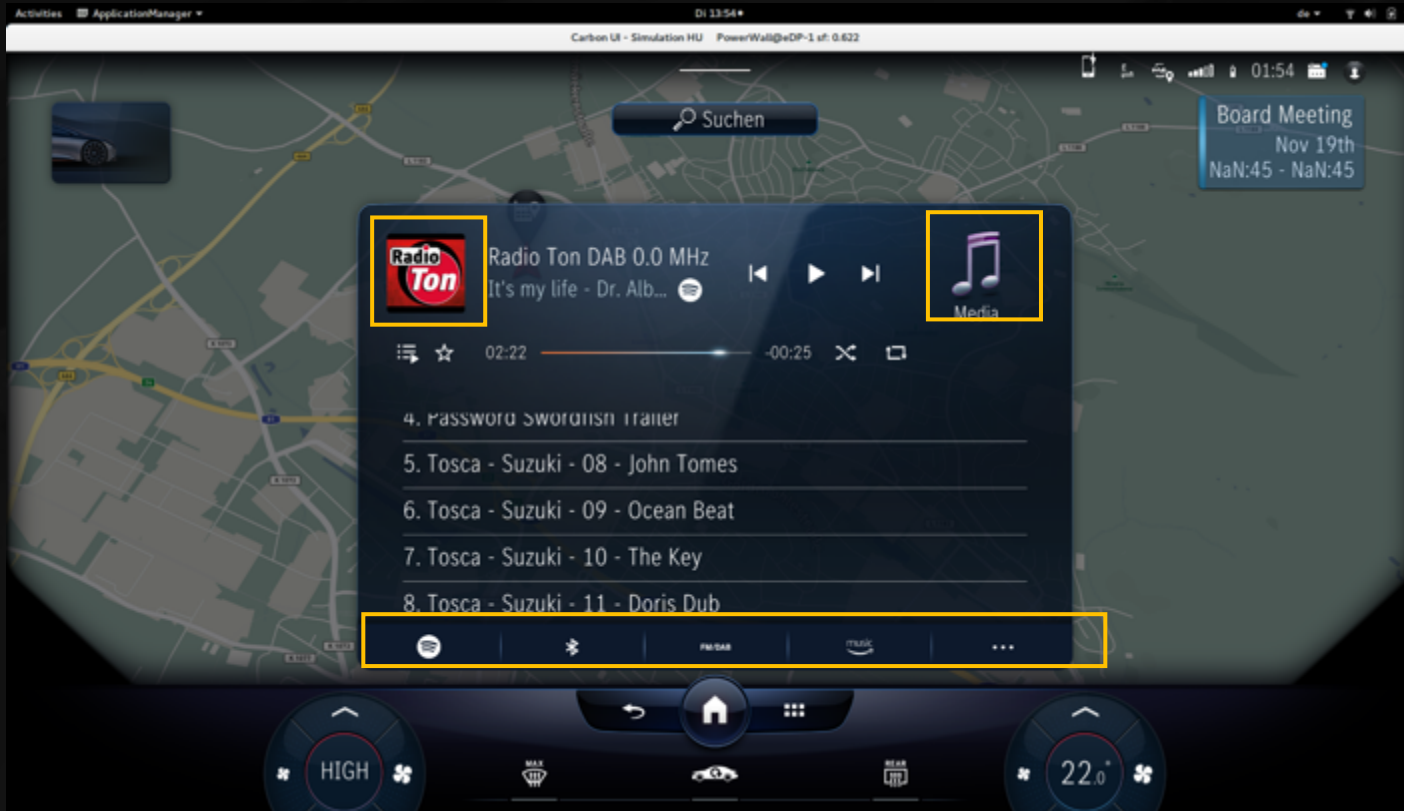 Activities ApplicationManager Di 13:54 de
Carbon UI - Simulation HU PowerWall@eDP-1 sf: 0.622
01:54
Suchen
Board Meeting
Nov 19th
NaN:45 - NaN:45
Radio
Ton
Radio Ton DAB 0.0 MHz
It's my life - Dr. Alb...
Media
02:22 -00:25
4. Password Swordfish Trailer
5. Tosca - Suzuki - 08 - John Tomes
6. Tosca - Suzuki - 09 - Ocean Beat
7. Tosca - Suzuki - 10 - The Key
8. Tosca - Suzuki - 11 - Doris Dub
FM/DAB music ...
HIGH MAX REAR 22.0°